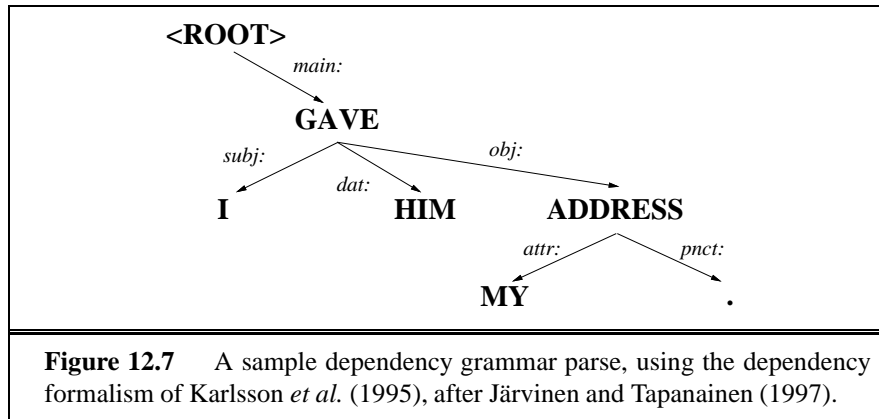 <ROOT>
main:
GAVE
subj:
dat:
obj:
I
HIM
ADDRESS
attr:
pnct:
MY
.
Figure 12.7 A sample dependency grammar parse, using the dependency
formalism of Karlsson et al. (1995), after Järvinen and Tapanainen (1997).